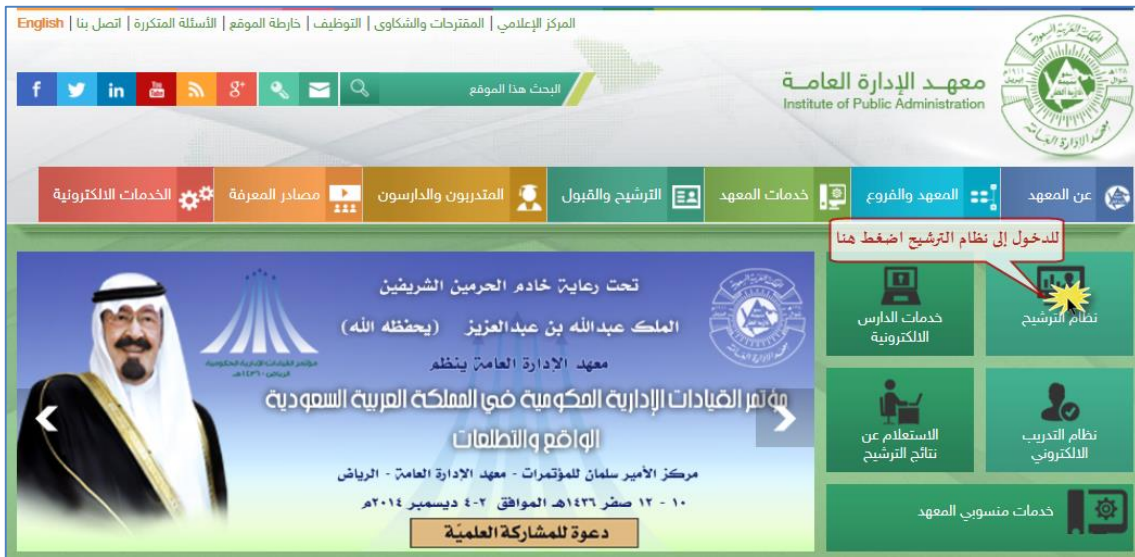 المركز الإعلامي | المقترحات والشكاوى | التوظيف | خارطة الموقع | الأسئلة المتكررة | اتصل بنا | English
معهـد الإدارة العامـة
Institute of Public Administration
البحث هذا الموقع
عن المعهد
المعهد والفروع
خدمات المعهد
الترشيح والقبول
المتدربون والدارسون
مصادر المعرفة
الخدمات الالكترونية
للدخول إلى نظام الترشيح اضغط هنا
نظام الترشيح
خدمات الدارس
الالكترونية
نظام التدريب
الالكتروني
الاستعلام عن
نتائج الترشيح
خدمات منسوبي المعهد
تحت رعاية خادم الحرمين الشريفين
الملك عبدالله بن عبدالعزيز (يحفظه الله)
معهد الإدارة العامة ينظم
مؤتمر القيادات الإدارية الحكومية في المملكة العربية السعودية
الواقع والتطلعات
مركز الأمير سلمان للمؤتمرات - معهد الإدارة العامة - الرياض
١٠ - ١٢ صفر ١٤٣٦هـ الموافق ٢-٤ ديسمبر ٢٠١٤م
دعوة للمشاركة العلميّة